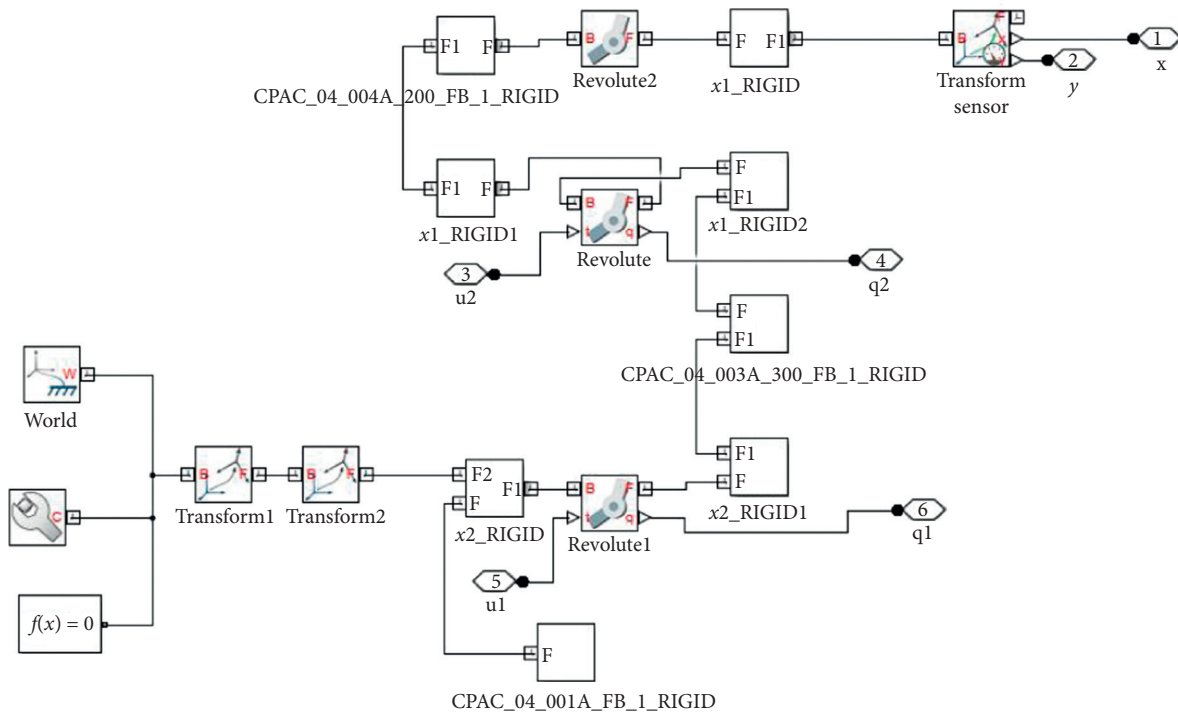 F1 F B F F F1 B F x y 1 x
2 y
CPAC_04_004A_200_FB_1_RIGID
Revolute2
x1_RIGID
Transform
sensor
F1 F
x1_RIGID1
B F t q
Revolute
F
F1
x1_RIGID2
3
u2
4
q2
F
F1
CPAC_04_003A_300_FB_1_RIGID
W
World
C
f(x) = 0
B F
Transform1
B F
Transform2
F2
F
F1
x2_RIGID
B F t q
Revolute1
F1
F
x2_RIGID1
5
u1
6
q1
F
CPAC_04_001A_FB_1_RIGID